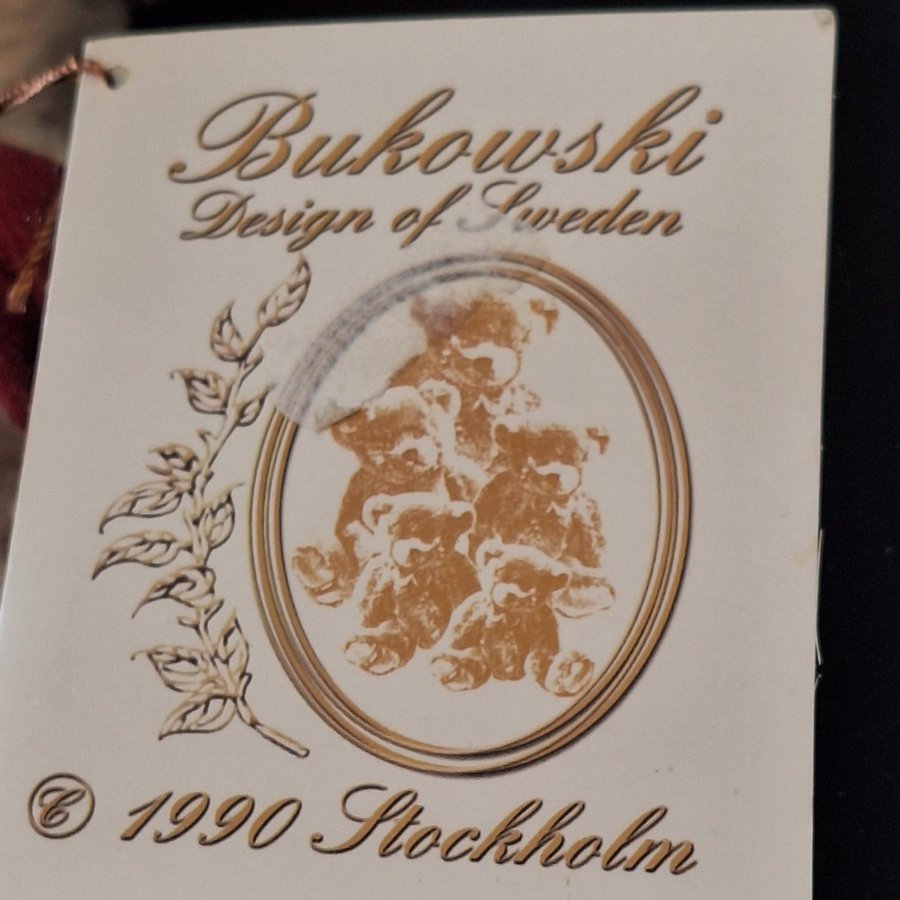 Bukowski
Design of Sweden
© 1990 Stockholm